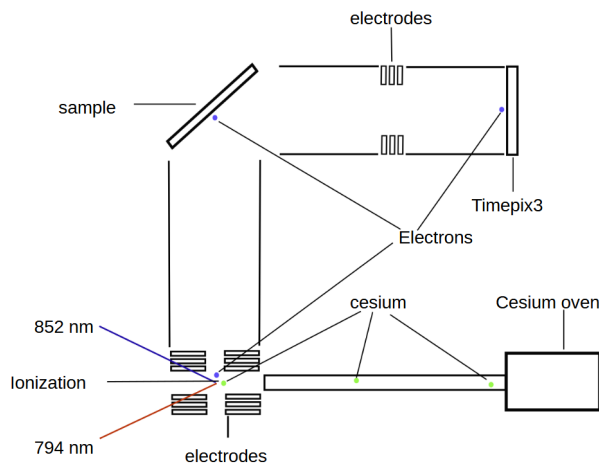 electrodes
sample
Timepix3
Electrons
cesium
Cesium oven
852 nm
Ionization
794 nm
electrodes